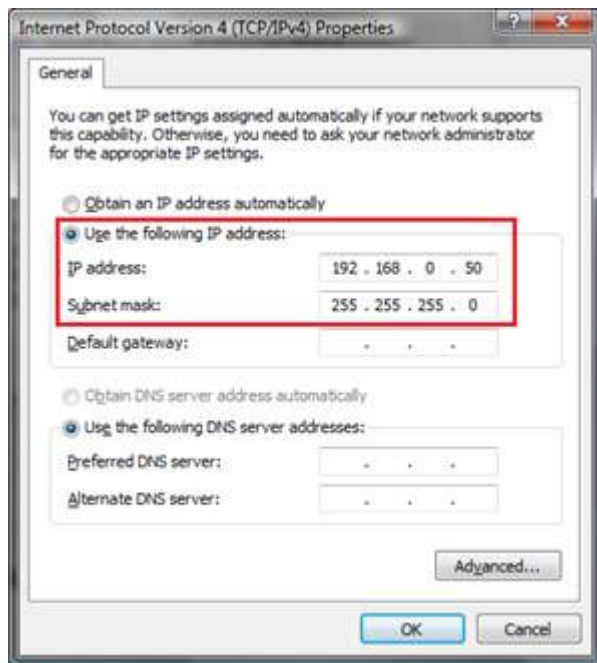 Internet Protocol Version 4 (TCP/IPv4) Properties
General
You can get IP settings assigned automatically if your network supports
this capability. Otherwise, you need to ask your network administrator
for the appropriate IP settings.
Obtain an IP address automatically
Use the following IP address:
IP address: 192 . 168 . 0 . 50
Subnet mask: 255 . 255 . 255 . 0
Default gateway: . . .
Obtain DNS server address automatically
Use the following DNS server addresses:
Preferred DNS server: . . .
Alternate DNS server: . . .
Advanced...
OK Cancel